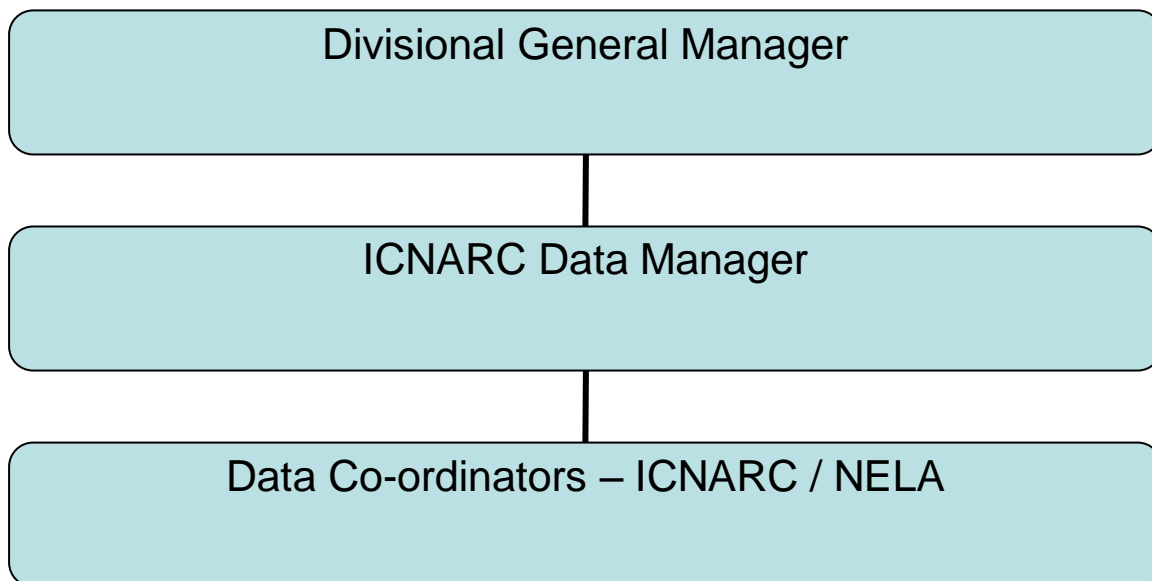 Divisional General Manager
ICNARC Data Manager
Data Co-ordinators – ICNARC / NELA